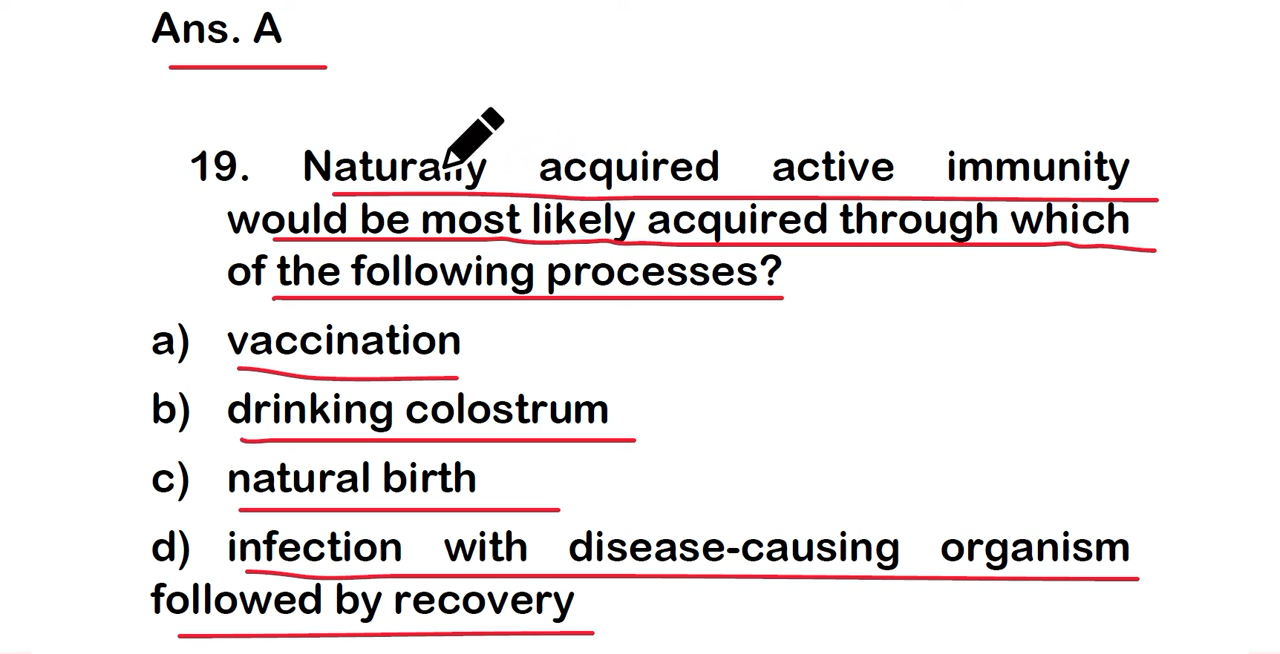 Ans. A
19. Naturally acquired active immunity
would be most likely acquired through which
of the following processes?
a) vaccination
b) drinking colostrum
c) natural birth
d) infection with disease-causing organism
followed by recovery